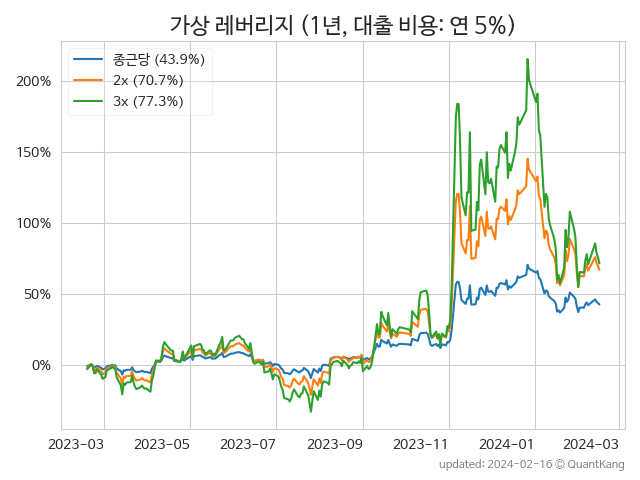 가상 레버리지 (1년, 대출 비용: 연 5%)
종근당 (43.9%)
2x (70.7%)
3x (77.3%)
200%
150%
100%
50%
0%
2023-03 2023-05 2023-07 2023-09 2023-11 2024-01 2024-03
updated: 2024-02-16 © QuantKang